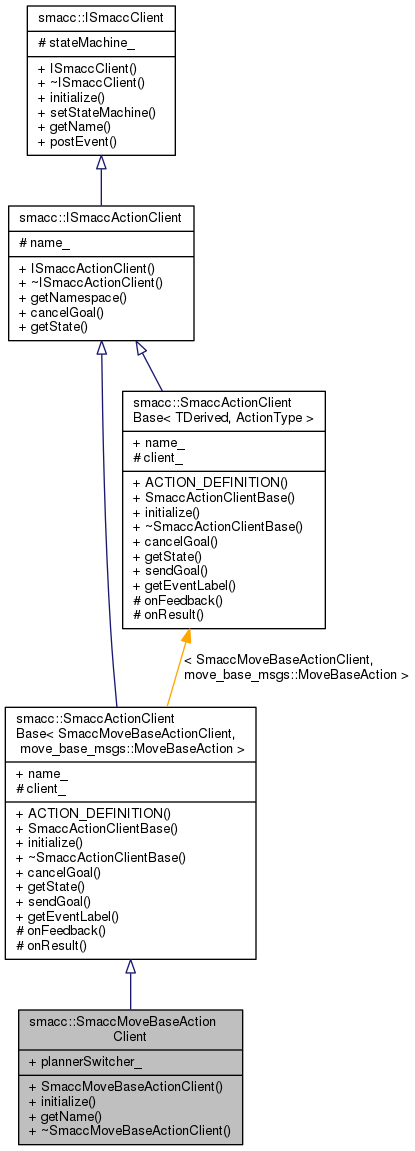 smacc::ISmaccClient
# stateMachine_
+ ISmaccClient()
+ ~ISmaccClient()
+ initialize()
+ setStateMachine()
+ getName()
+ postEvent()
smacc::ISmaccActionClient
# name_
+ ISmaccActionClient()
+ ~ISmaccActionClient()
+ getNamespace()
+ cancelGoal()
+ getState()
smacc::SmaccActionClient
Base< TDerived, ActionType >
+ name_
# client_
+ ACTION_DEFINITION()
+ SmaccActionClientBase()
+ initialize()
+ ~SmaccActionClientBase()
+ cancelGoal()
+ getState()
+ sendGoal()
+ getEventLabel()
# onFeedback()
# onResult()
< SmaccMoveBaseActionClient,
move_base_msgs::MoveBaseAction >
smacc::SmaccActionClient
Base< SmaccMoveBaseActionClient,
move_base_msgs::MoveBaseAction >
+ name_
# client_
+ ACTION_DEFINITION()
+ SmaccActionClientBase()
+ initialize()
+ ~SmaccActionClientBase()
+ cancelGoal()
+ getState()
+ sendGoal()
+ getEventLabel()
# onFeedback()
# onResult()
smacc::SmaccMoveBaseAction
Client
+ plannerSwitcher_
+ SmaccMoveBaseActionClient()
+ initialize()
+ getName()
+ ~SmaccMoveBaseActionClient()